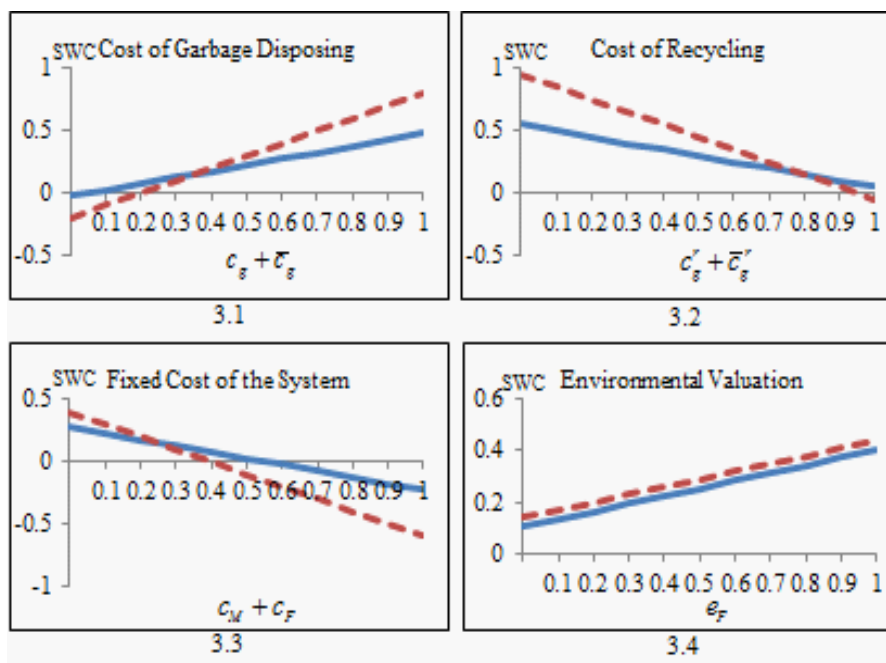 SWC Cost of Garbage Disposing
1
0.5
0
-0.5
0.1 0.2 0.3 0.4 0.5 0.6 0.7 0.8 0.9 1
c_g + c̅_g
3.1
SWC Cost of Recycling
1
0.5
0
-0.5
0.1 0.2 0.3 0.4 0.5 0.6 0.7 0.8 0.9 1
c_g^r + c̅_g^r
3.2
SWC Fixed Cost of the System
0.5
0
-0.5
-1
0.1 0.2 0.3 0.4 0.5 0.6 0.7 0.8 0.9 1
c_M + c_F
3.3
SWC Environmental Valuation
0.6
0.4
0.2
0
0.1 0.2 0.3 0.4 0.5 0.6 0.7 0.8 0.9 1
e_F
3.4